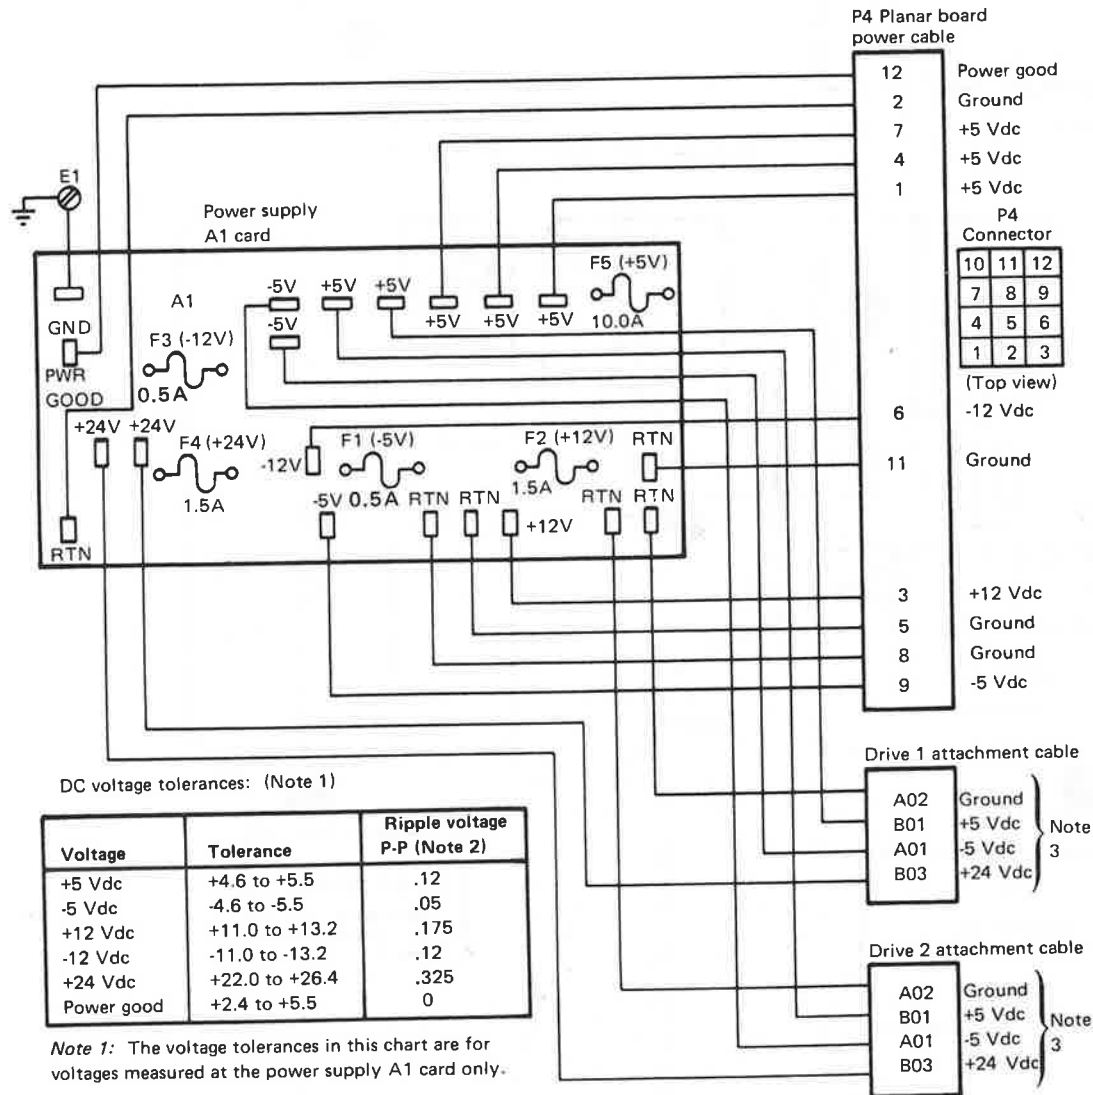 P4 Planar board
power cable
12 Power good
2 Ground
7 +5 Vdc
4 +5 Vdc
1 +5 Vdc
E1
Power supply
A1 card
P4
Connector
10 11 12
7 8 9
4 5 6
1 2 3
(Top view)
A1
-5V +5V +5V
F5 (+5V)
-5V
+5V +5V +5V
10.0A
GND
PWR
GOOD
F3 (-12V)
0.5A
+24V +24V
F4 (+24V)
1.5A
-12V
F1 (-5V)
0.5A
F2 (+12V)
1.5A
RTN
-5V
RTN RTN
+12V
RTN RTN
RTN
6 -12 Vdc
11 Ground
3 +12 Vdc
5 Ground
8 Ground
9 -5 Vdc
Drive 1 attachment cable
A02 Ground
B01 +5 Vdc
A01 -5 Vdc
B03 +24 Vdc
Note
3
DC voltage tolerances: (Note 1)
Voltage Tolerance Ripple voltage
P-P (Note 2)
+5 Vdc +4.6 to +5.5 .12
-5 Vdc -4.6 to -5.5 .05
+12 Vdc +11.0 to +13.2 .175
-12 Vdc -11.0 to -13.2 .12
+24 Vdc +22.0 to +26.4 .325
Power good +2.4 to +5.5 0
Drive 2 attachment cable
A02 Ground
B01 +5 Vdc
A01 -5 Vdc
B03 +24 Vdc
Note
3
Note 1: The voltage tolerances in this chart are for
voltages measured at the power supply A1 card only.